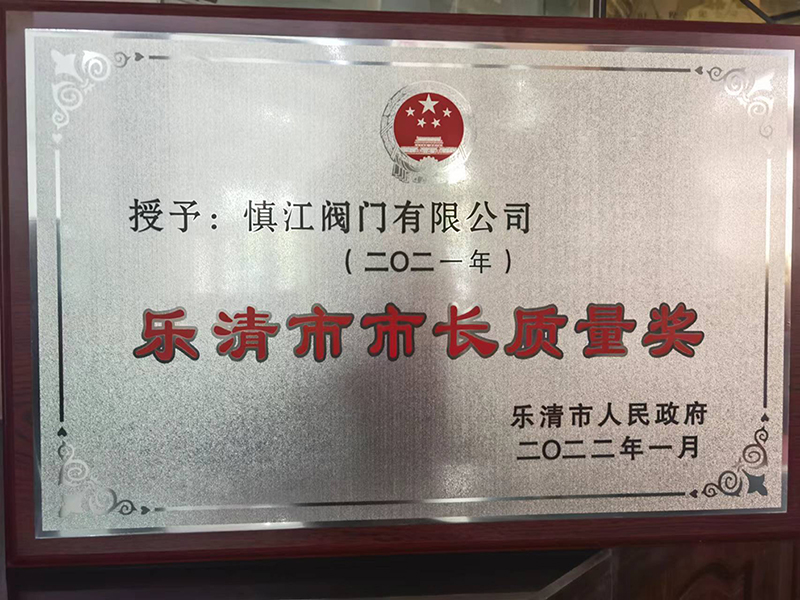 授予：慎江阀门有限公司
（二〇二一年）
乐清市市长质量奖
乐清市人民政府
二〇二二年一月